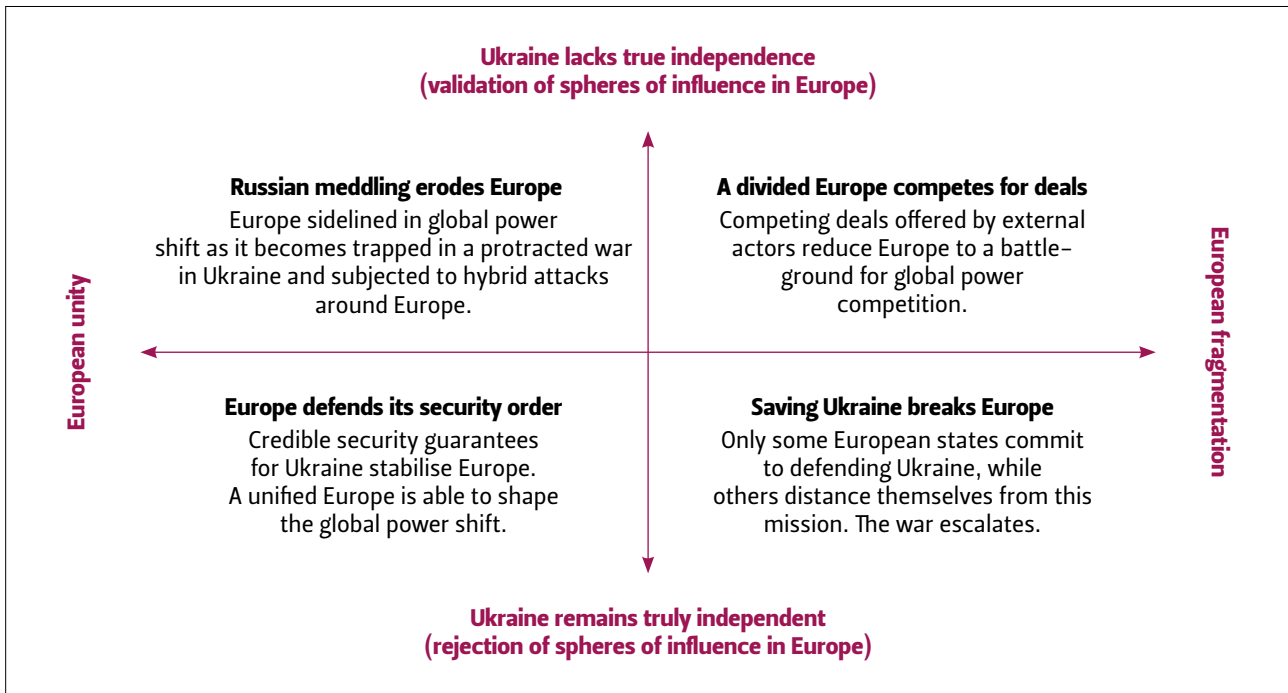 Ukraine lacks true independence
(validation of spheres of influence in Europe)
Russian meddling erodes Europe
Europe sidelined in global power
shift as it becomes trapped in a protracted war
in Ukraine and subjected to hybrid attacks
around Europe.
A divided Europe competes for deals
Competing deals offered by external
actors reduce Europe to a battle–
ground for global power
competition.
European unity
European fragmentation
Europe defends its security order
Credible security guarantees
for Ukraine stabilise Europe.
A unified Europe is able to shape
the global power shift.
Saving Ukraine breaks Europe
Only some European states commit
to defending Ukraine, while
others distance themselves from this
mission. The war escalates.
Ukraine remains truly independent
(rejection of spheres of influence in Europe)